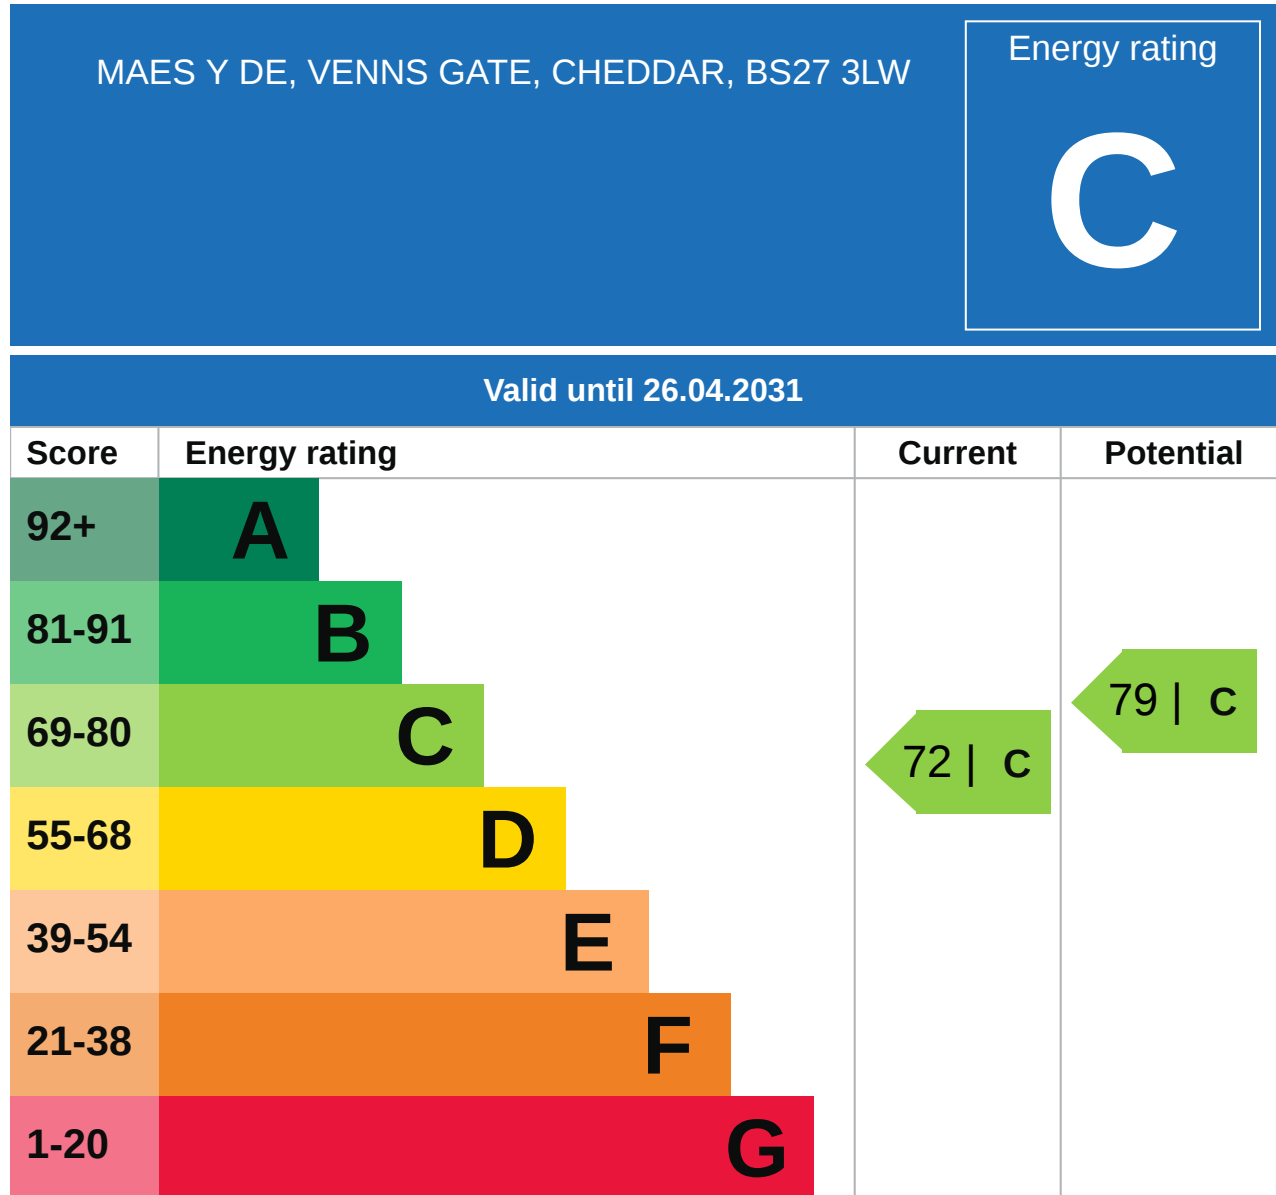 MAES Y DE, VENNS GATE, CHEDDAR, BS27 3LW
Energy rating
C
Valid until 26.04.2031
Score Energy rating Current Potential
92+ A
81-91 B
69-80 C
72 | C
79 | C
55-68 D
39-54 E
21-38 F
1-20 G